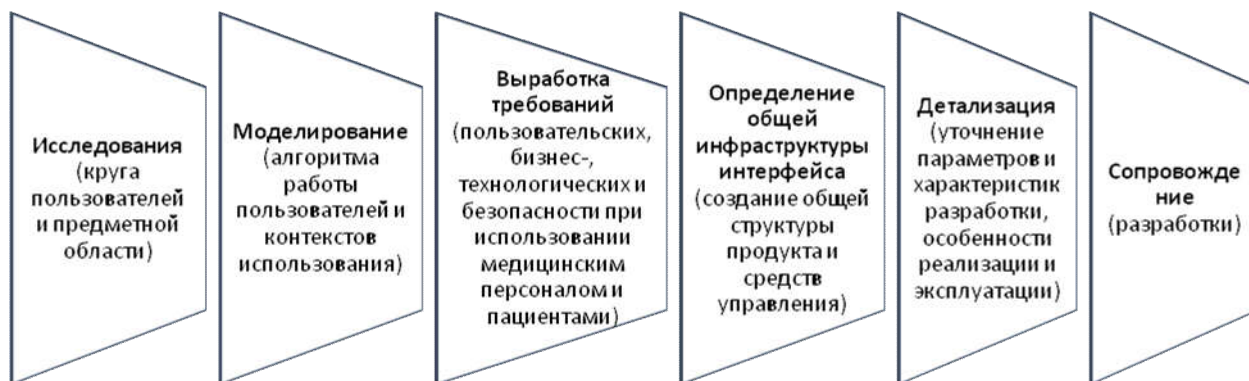 Исследования
(круга
пользователей
и предметной
области)
Моделирование
(алгоритма
работы
пользователей и
контекстов
использования)
Выработка
требований
(пользовательских,
бизнес-,
технологических и
безопасности при
использовании
медицинским
персоналом и
пациентами)
Определение
общей
инфраструктуры
интерфейса
(создание общей
структуры
продукта и
средств
управления)
Детализация
(уточнение
параметров и
характеристик
разработки,
особенности
реализации и
эксплуатации)
Сопровожде
ние
(разработки)